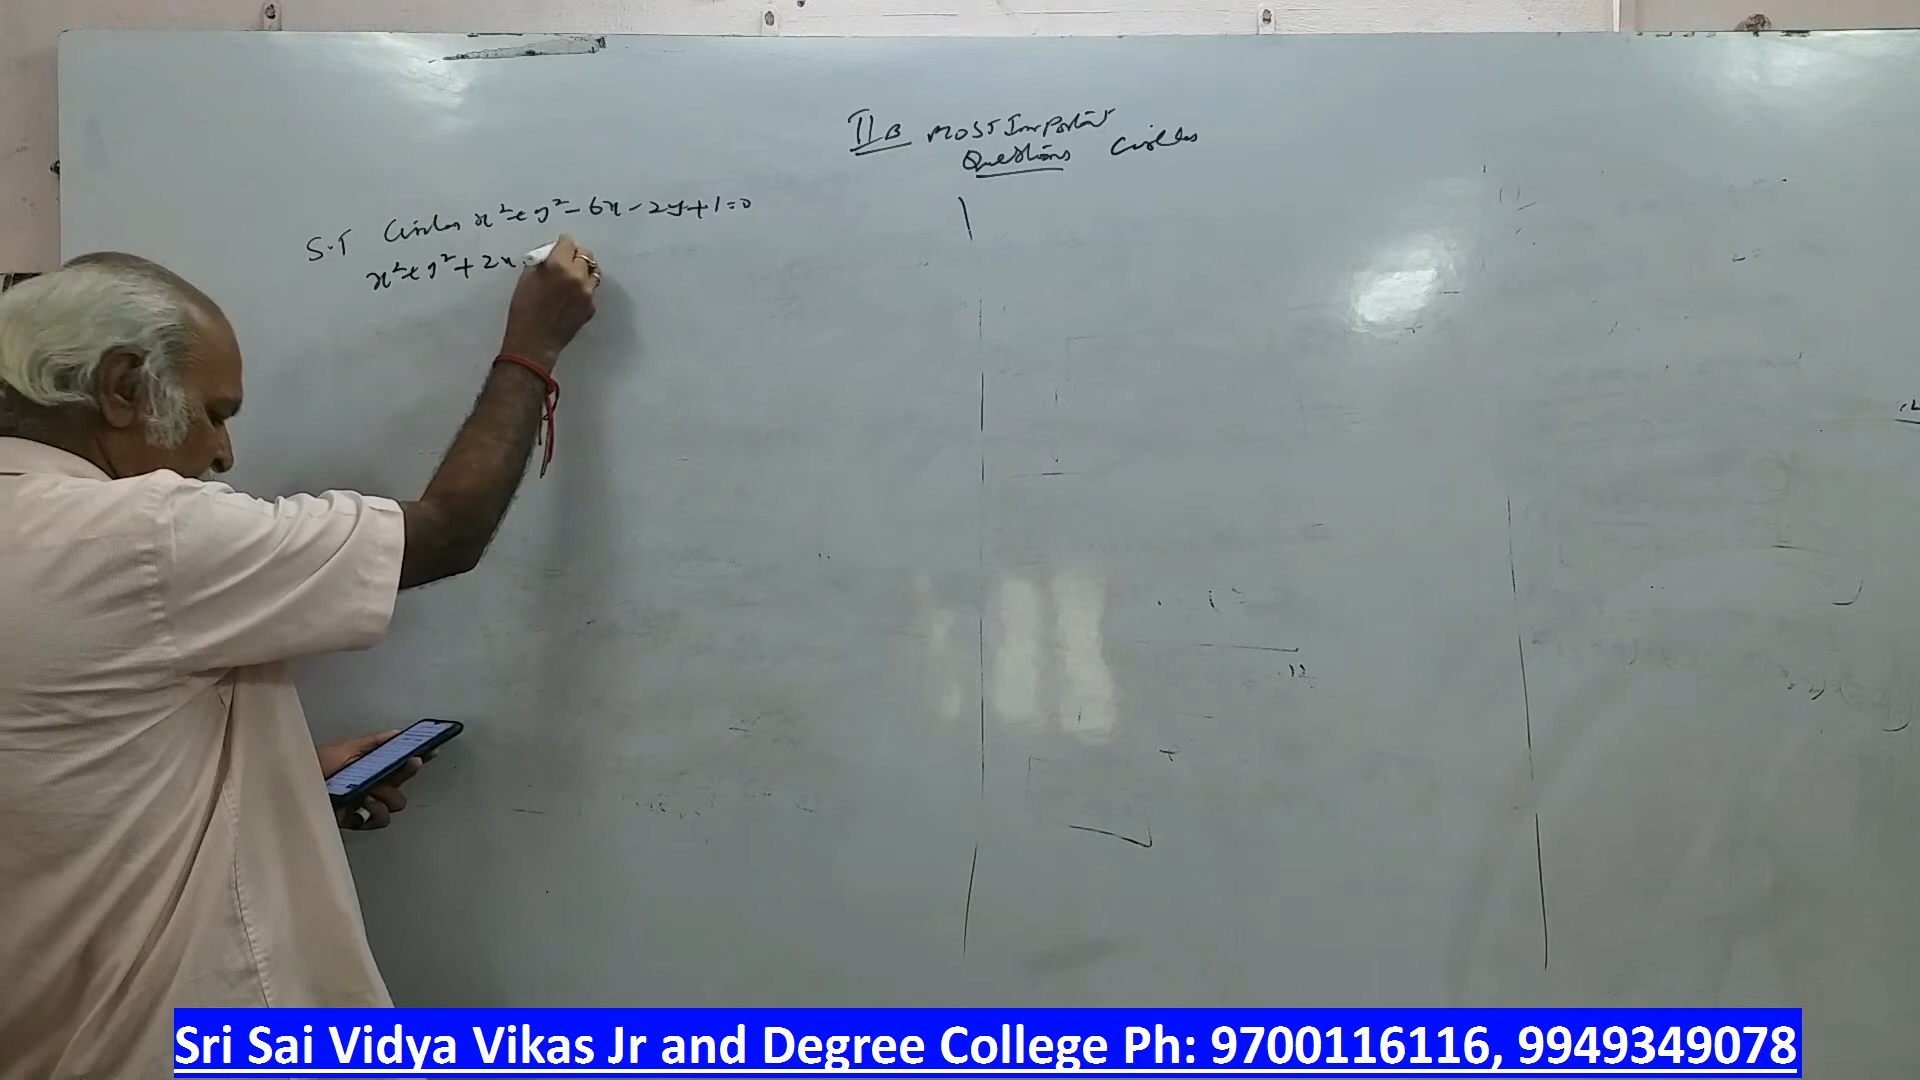 II B MOST Important
Questions Circles
S.T Circles x²+y²-6x-2y+1=0
x²+y²+2x
Sri Sai Vidya Vikas Jr and Degree College Ph: 9700116116, 9949349078